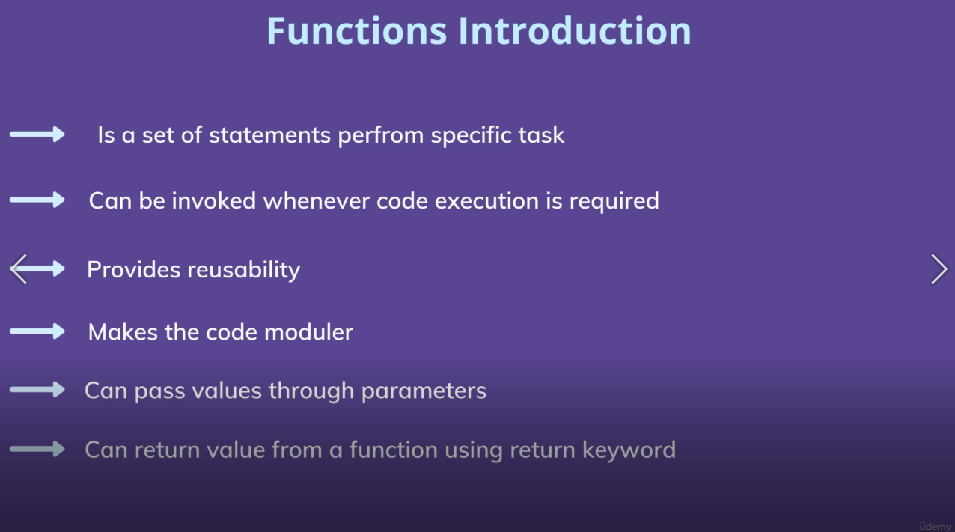 Functions Introduction
Is a set of statements perfrom specific task
Can be invoked whenever code execution is required
Provides reusability
Makes the code moduler
Can pass values through parameters
Can return value from a function using return keyword
ûdemy